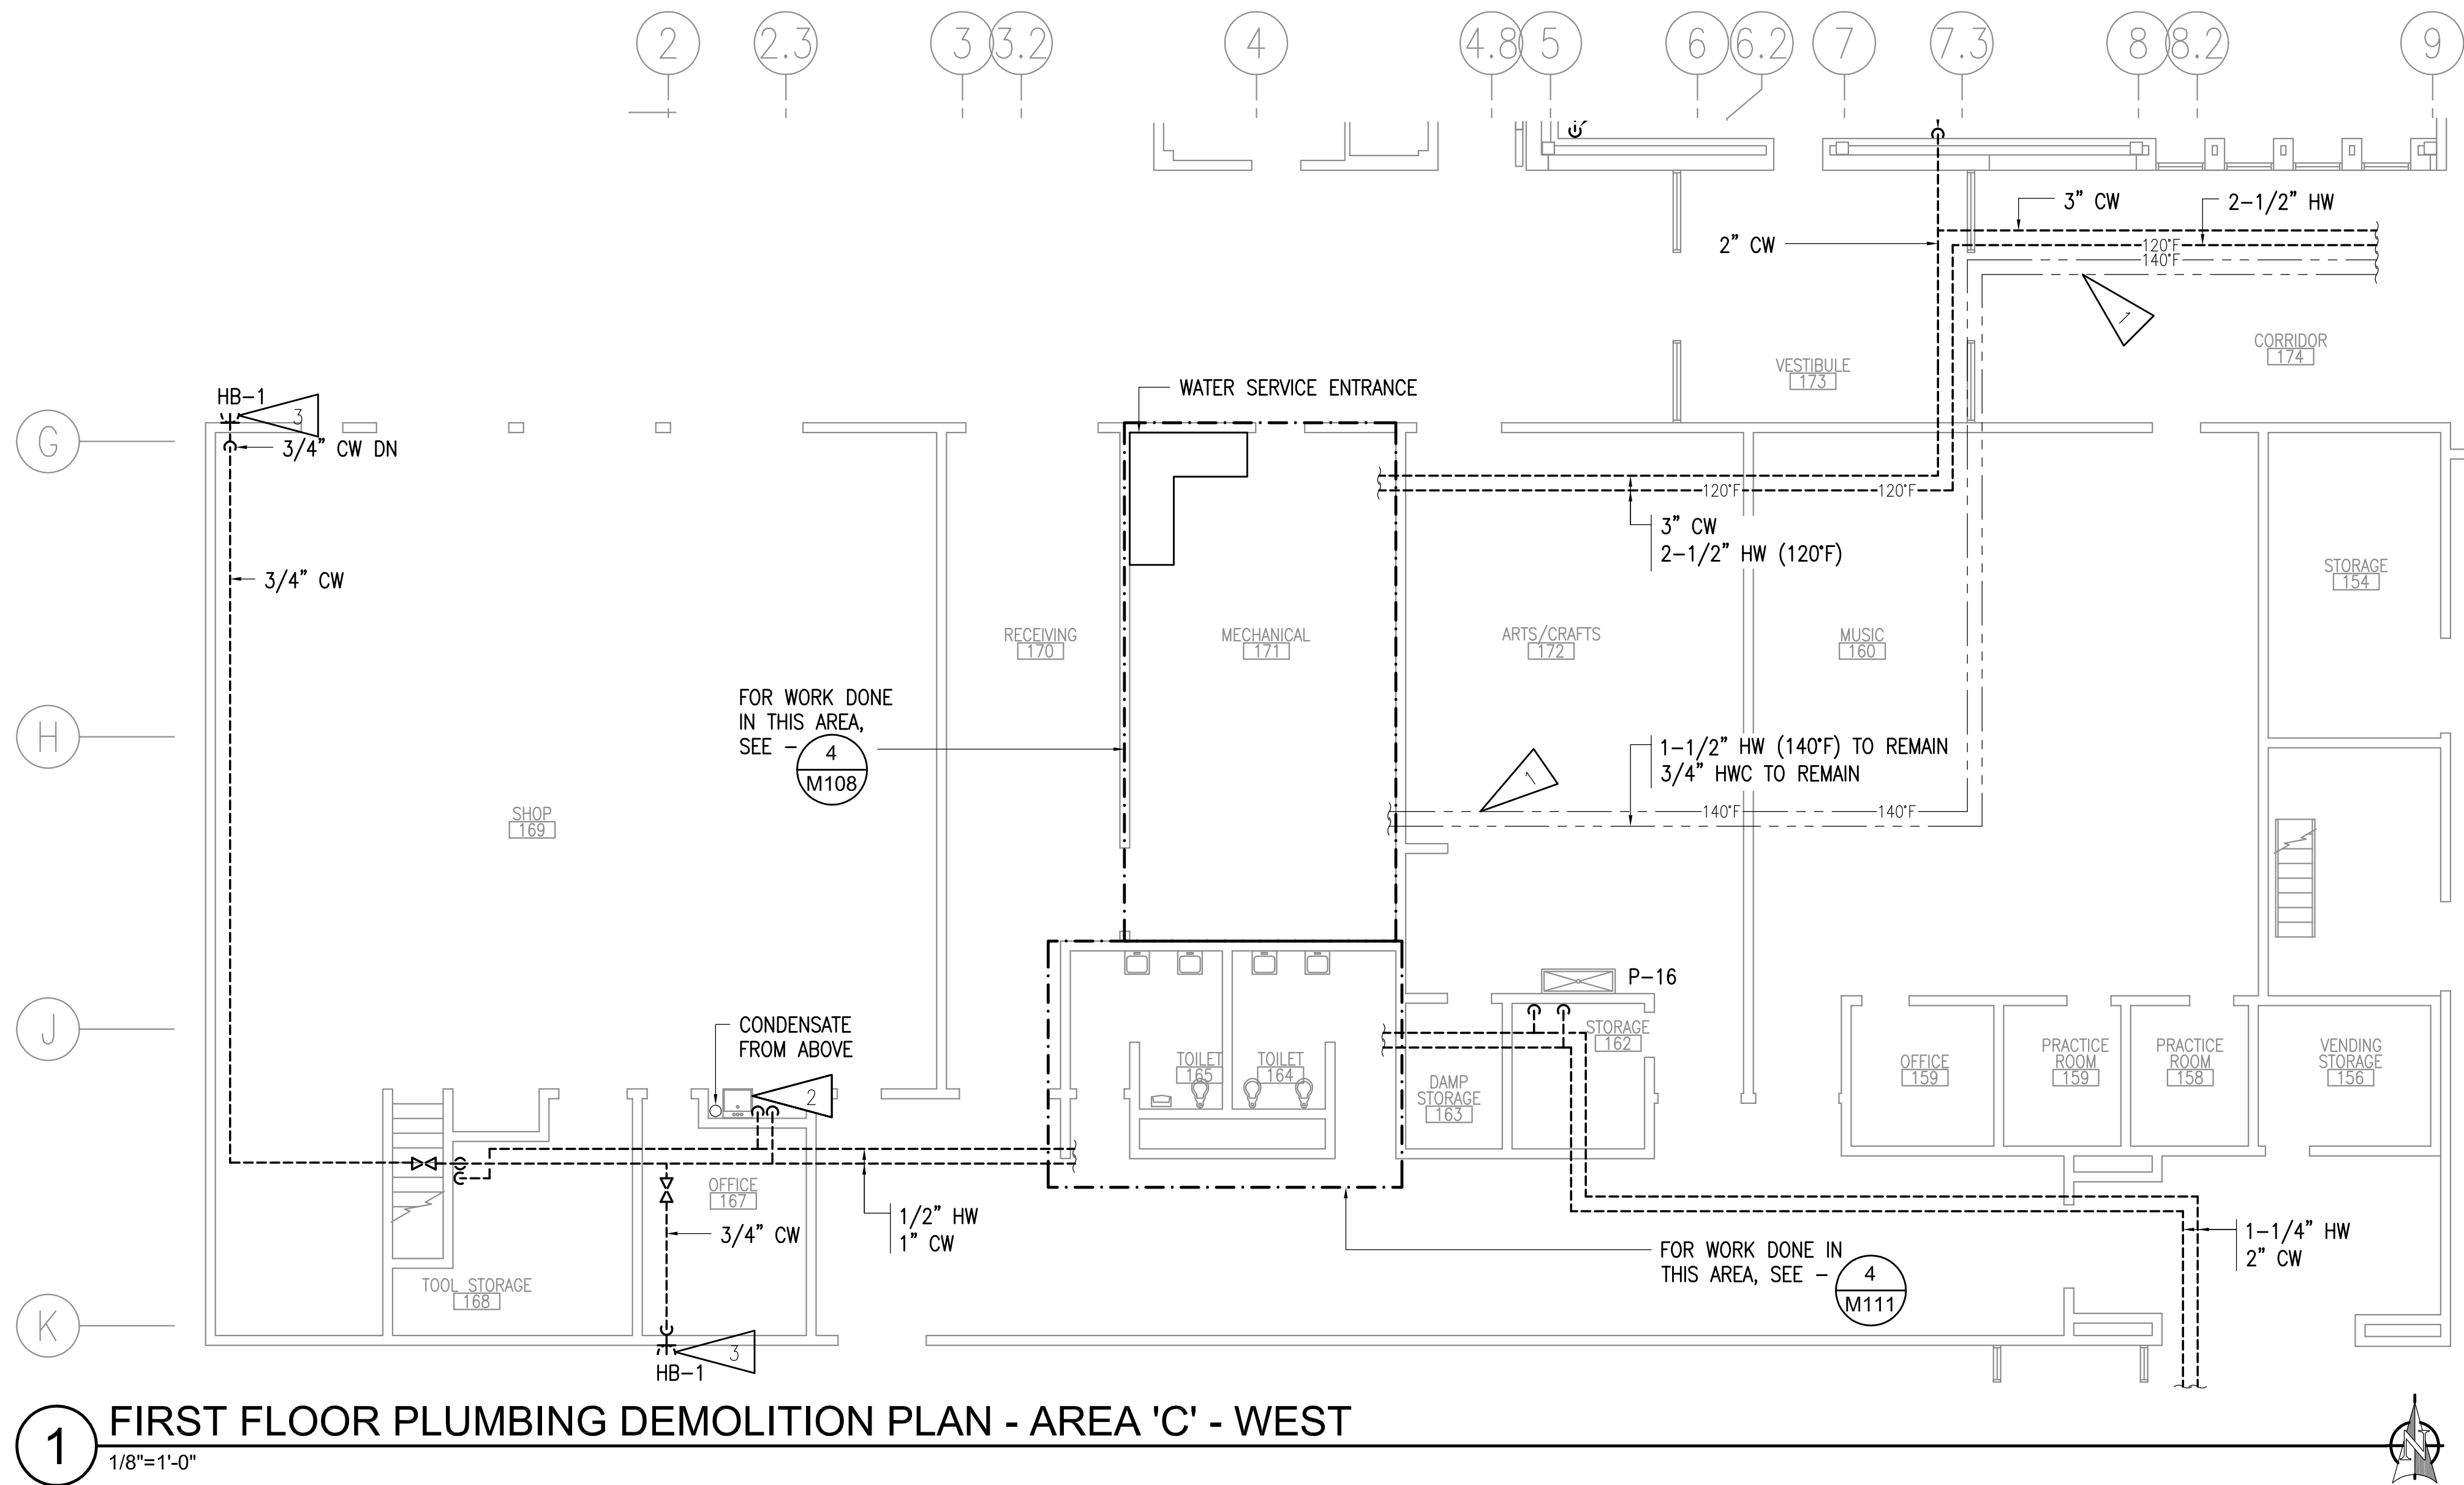 2
2.3
3
3.2
4
4.8
5
6
6.2
7
7.3
8
8.2
9
3" CW
2-1/2" HW
2" CW
120°F
140°F
1
CORRIDOR
174
VESTIBULE
173
WATER SERVICE ENTRANCE
HB-1
3
G
3/4" CW DN
120°F
120°F
3" CW
2-1/2" HW (120°F)
3/4" CW
STORAGE
154
RECEIVING
170
MECHANICAL
171
ARTS/CRAFTS
172
MUSIC
160
FOR WORK DONE
IN THIS AREA,
SEE -
4
M108
H
1-1/2" HW (140°F) TO REMAIN
3/4" HWC TO REMAIN
1
140°F
140°F
SHOP
169
P-16
J
CONDENSATE
FROM ABOVE
2
TOILET
165
TOILET
164
STORAGE
162
DAMP
STORAGE
163
OFFICE
159
PRACTICE
ROOM
159
PRACTICE
ROOM
158
VENDING
STORAGE
156
OFFICE
167
1/2" HW
1" CW
3/4" CW
1-1/4" HW
2" CW
FOR WORK DONE IN
THIS AREA, SEE -
4
M111
TOOL STORAGE
168
K
3
HB-1
1
FIRST FLOOR PLUMBING DEMOLITION PLAN - AREA 'C' - WEST
1/8"=1'-0"
N